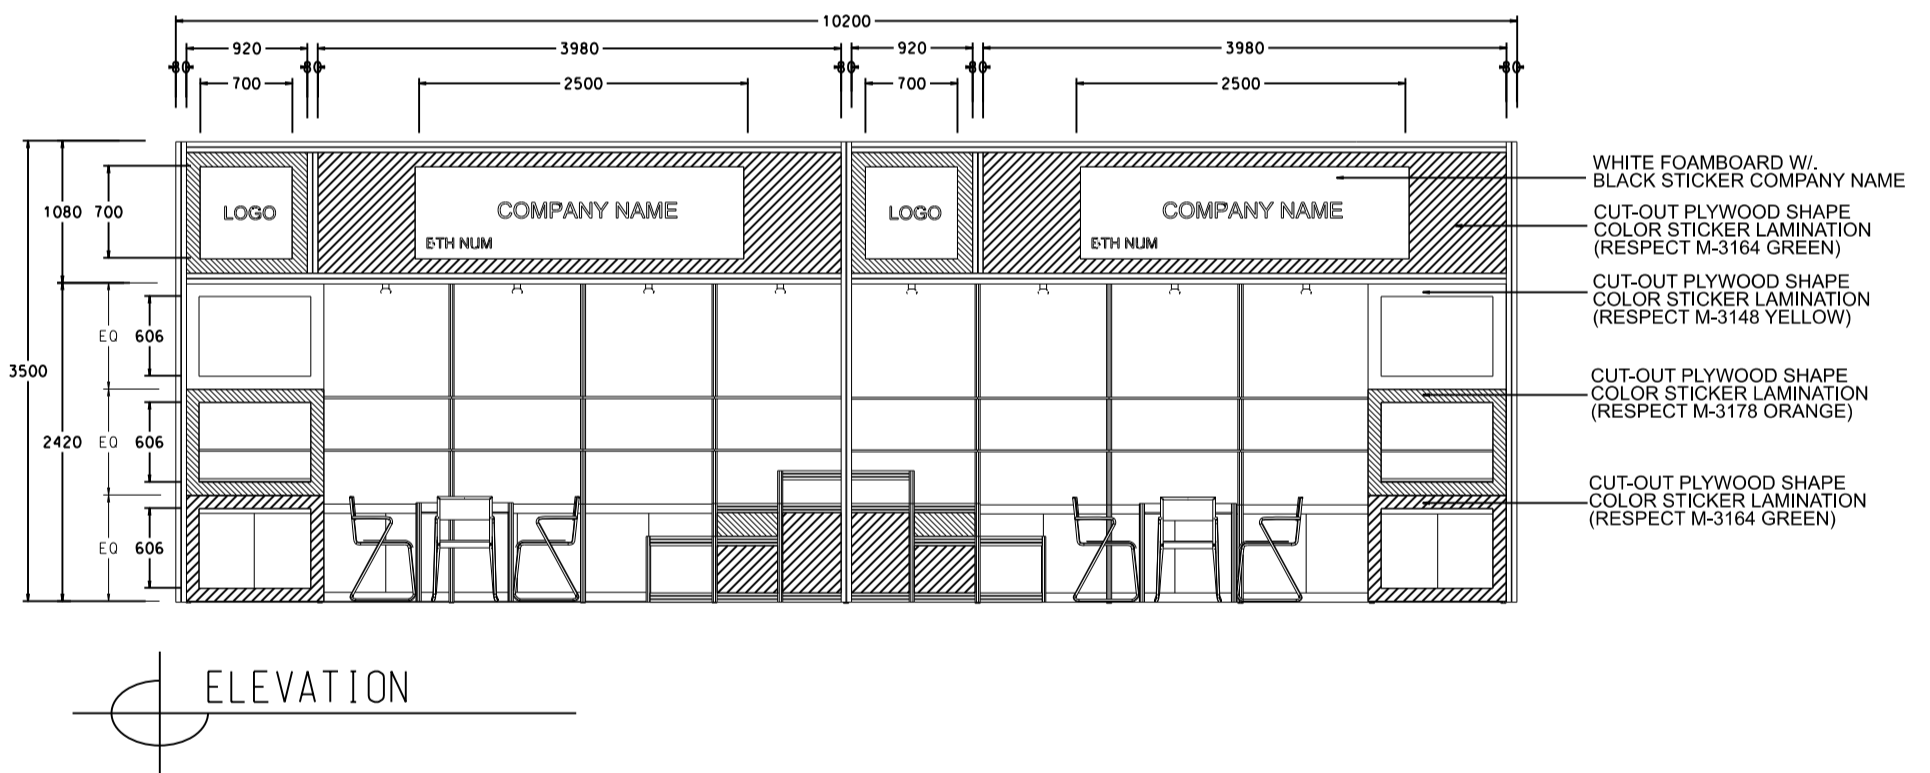 10200
920 3980 920 3980
80 80 80 80 80
700 2500 700 2500
LOGO COMPANY NAME LOGO COMPANY NAME
BTH NUM BTH NUM
1080 700
EQ 606
3500
2420 EQ 606
EQ 606
WHITE FOAMBOARD W/.
BLACK STICKER COMPANY NAME
CUT-OUT PLYWOOD SHAPE
COLOR STICKER LAMINATION
(RESPECT M-3164 GREEN)
CUT-OUT PLYWOOD SHAPE
COLOR STICKER LAMINATION
(RESPECT M-3148 YELLOW)
CUT-OUT PLYWOOD SHAPE
COLOR STICKER LAMINATION
(RESPECT M-3178 ORANGE)
CUT-OUT PLYWOOD SHAPE
COLOR STICKER LAMINATION
(RESPECT M-3164 GREEN)
ELEVATION